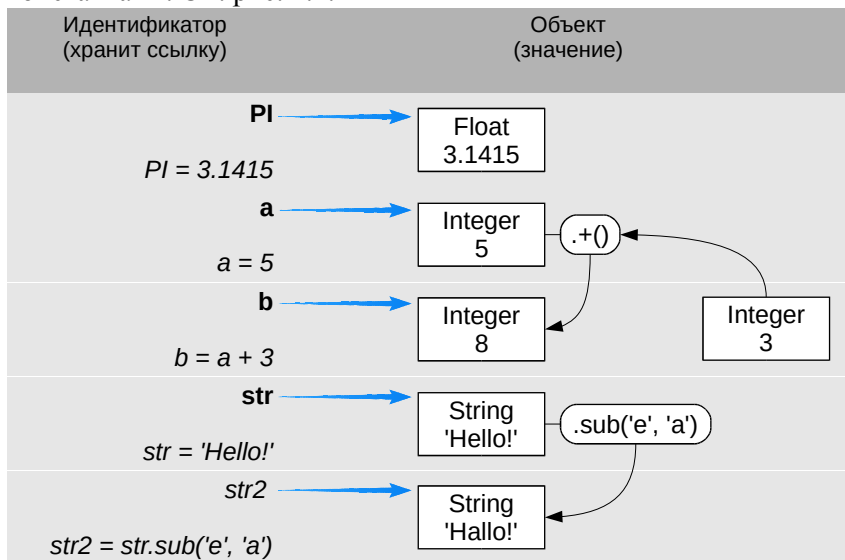 Идентификатор
(хранит ссылку)
Объект
(значение)
PI
Float
3.1415
PI = 3.1415
a
Integer
5
.+()
a = 5
b
Integer
8
Integer
3
b = a + 3
str
String
'Hello!'
.sub('e', 'a')
str = 'Hello!'
str2
String
'Hallo!'
str2 = str.sub('e', 'a')